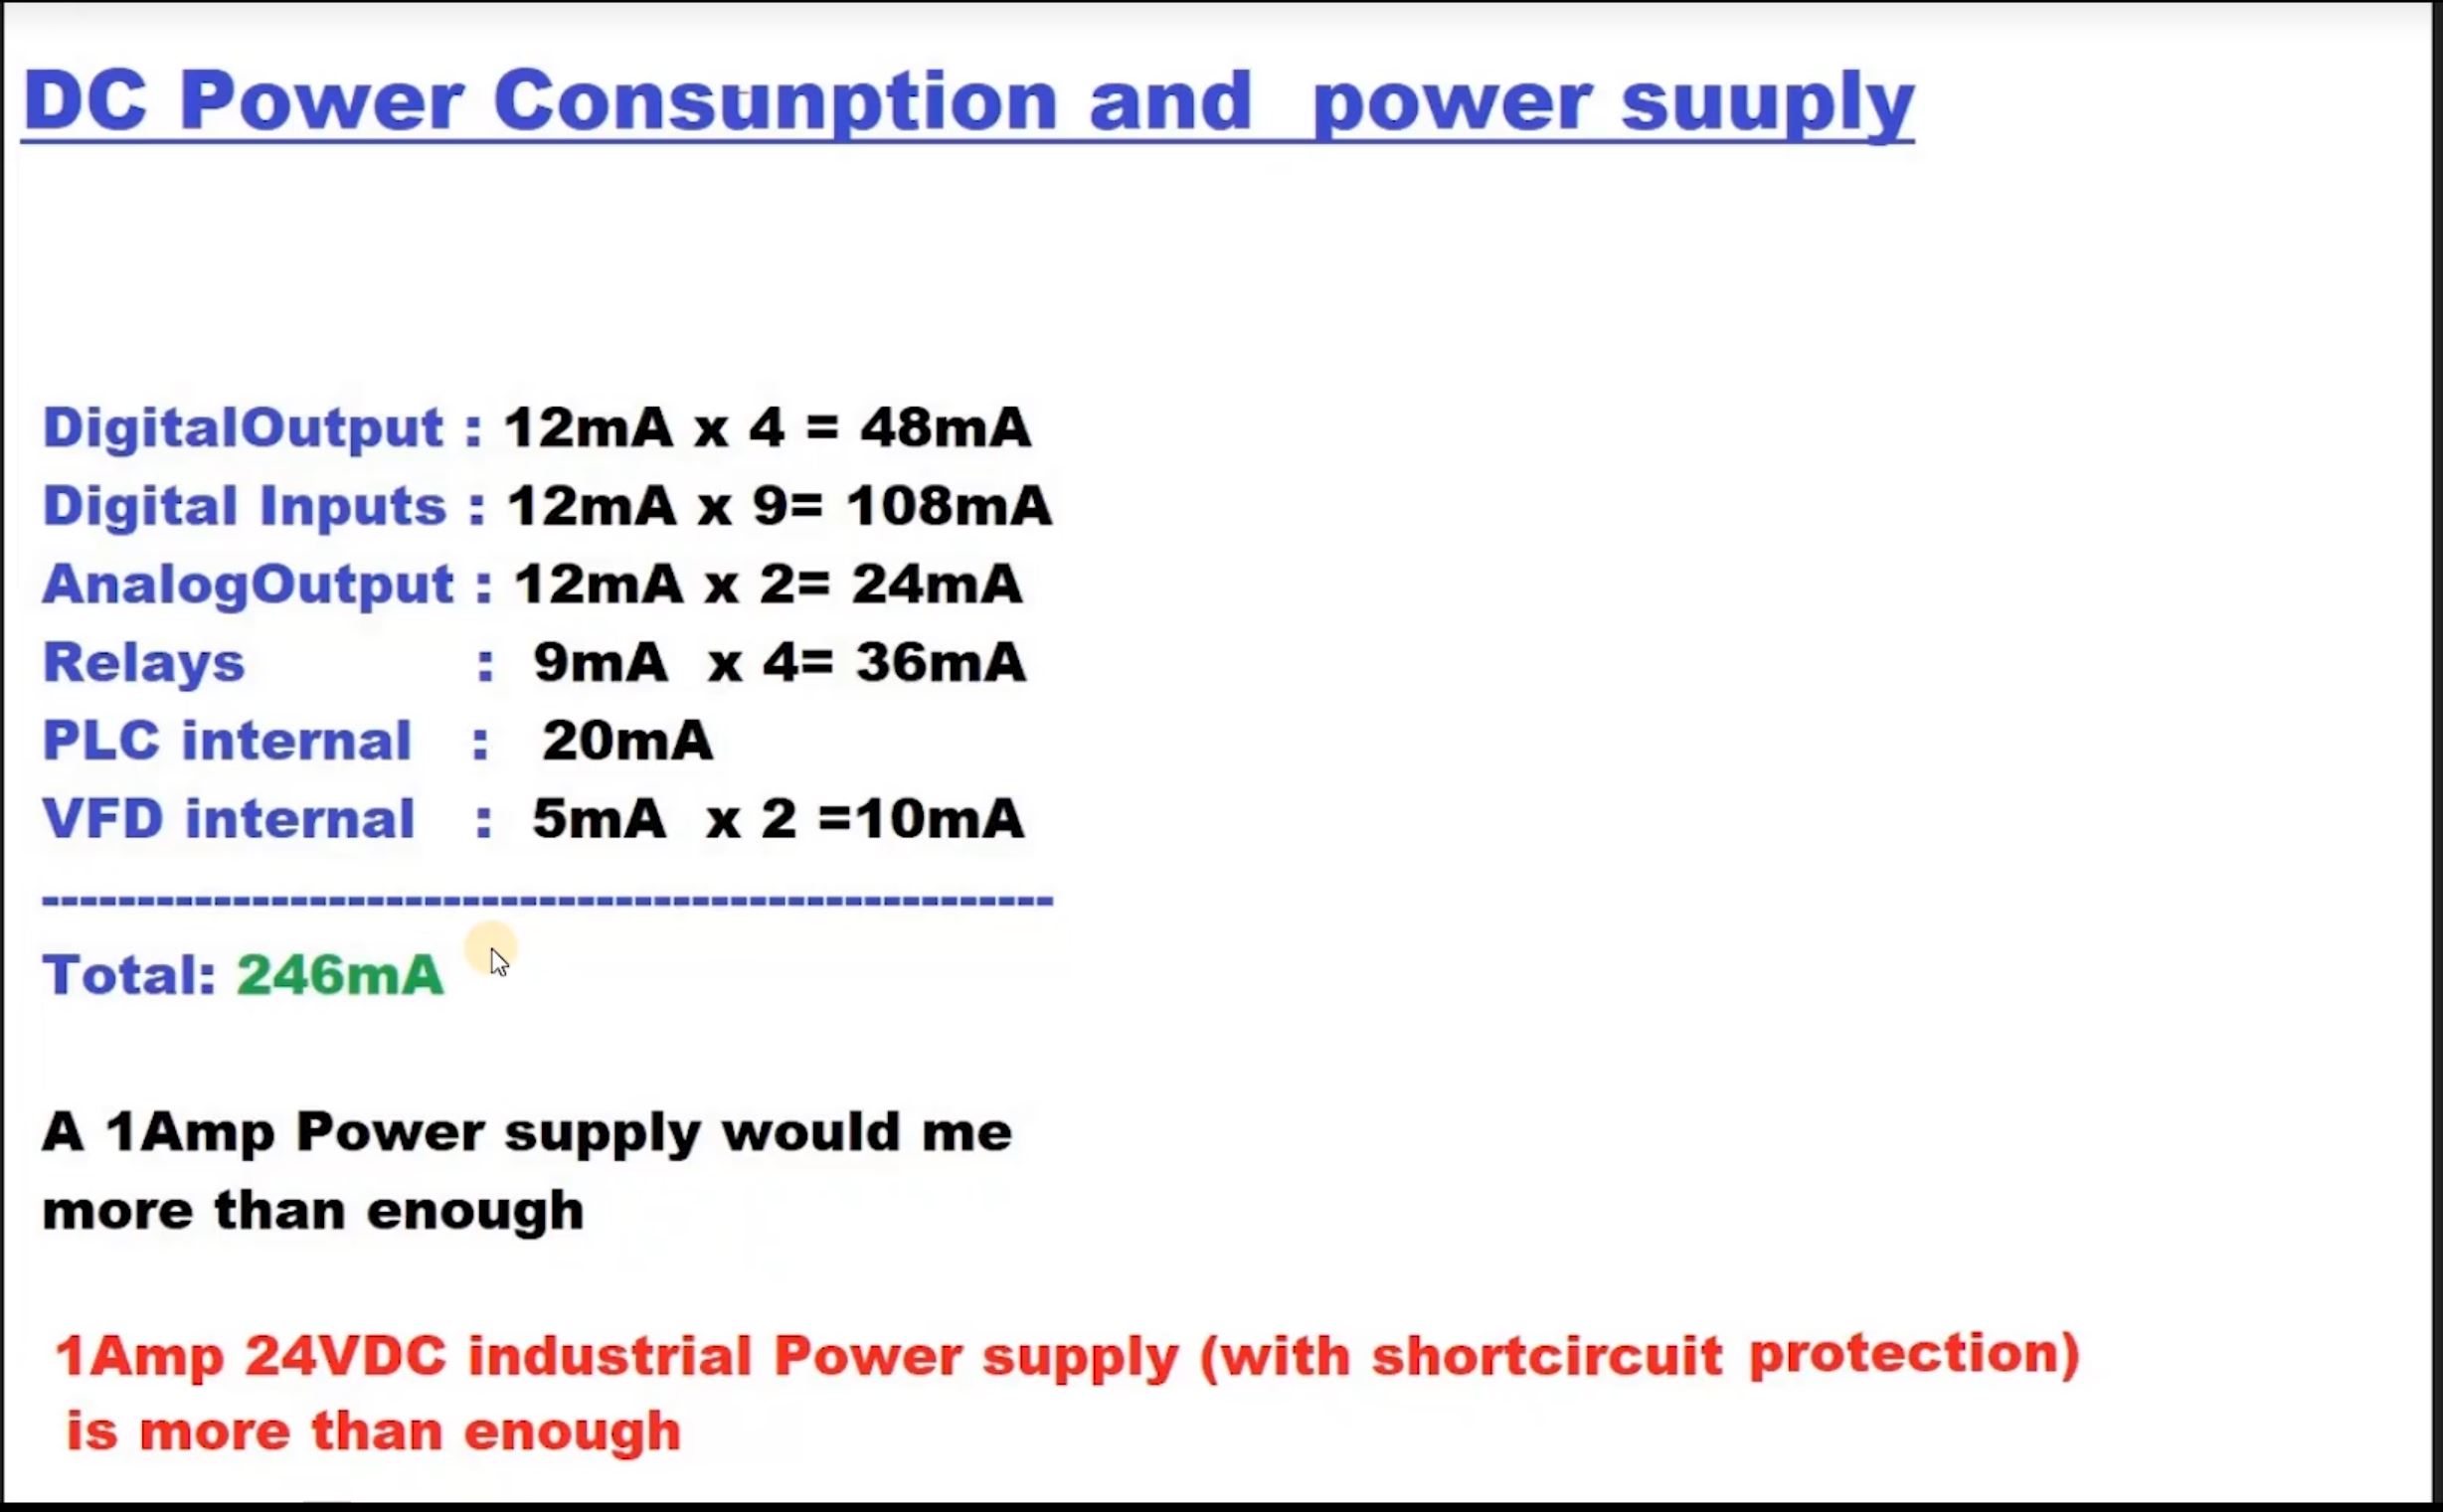 DC Power Consunption and power suuply
DigitalOutput : 12mA x 4 = 48mA
Digital Inputs : 12mA x 9= 108mA
AnalogOutput : 12mA x 2= 24mA
Relays : 9mA x 4= 36mA
PLC internal : 20mA
VFD internal : 5mA x 2 =10mA
-----------------------------------------------------
Total: 246mA
A 1Amp Power supply would me
more than enough
1Amp 24VDC industrial Power supply (with shortcircuit protection)
is more than enough